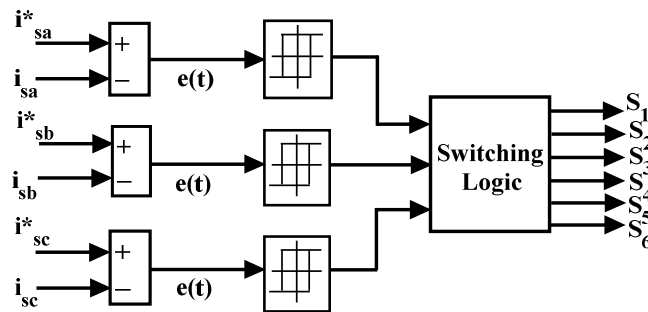 i*sa
+
−
isa
e(t)
i*sb
+
−
isb
e(t)
i*sc
+
−
isc
e(t)
Switching
Logic
S1
S2
S3
S4
S5
S6